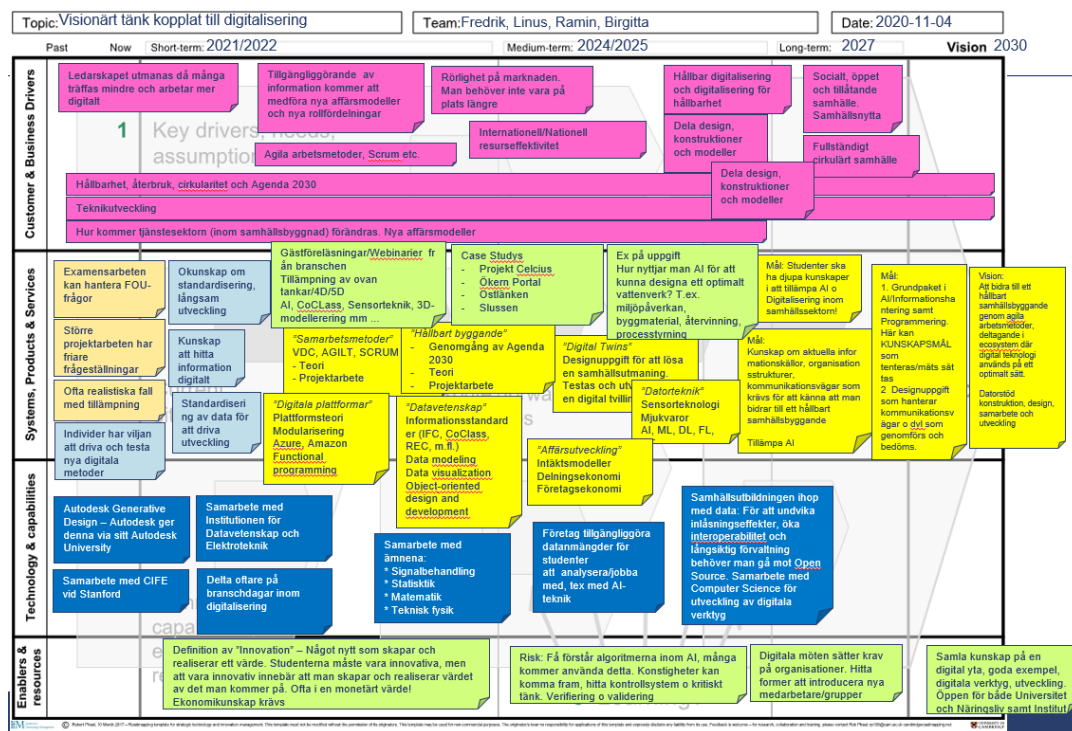 Topic: Visionärt tänk kopplat till digitalisering
Team: Fredrik, Linus, Ramin, Birgitta
Date: 2020-11-04
Past
Now
Short-term: 2021/2022
Medium-term: 2024/2025
Long-term: 2027
Vision 2030
Customer & Business Drivers
Ledarskapet utmanas då många
träffas mindre och arbetar mer
digitalt
Tillgängliggörande av
information kommer att
medföra nya affärsmodeller
och nya rollfördelningar
Rörlighet på marknaden.
Man behöver inte vara på
plats längre
Hållbar digitalisering
och digitalisering för
hållbarhet
Socialt, öppet
och tillåtande
samhälle.
Samhällsnytta
1 Key drivers, needs,
assumptio
Agila arbetsmetoder, Scrum etc.
Internationell/Nationell
resurseffektivitet
Dela design,
konstruktioner
och modeller
Fullständigt
cirkulärt samhälle
Dela design,
konstruktioner
och modeller
Hållbarhet, återbruk, cirkularitet och Agenda 2030
Teknikutveckling
Hur kommer tjänstesektorn (inom samhällsbyggnad) förändras. Nya affärsmodeller
Systems, Products & Services
Examensarbeten
kan hantera FOU-
frågor
Okunskap om
standardisering,
långsam
utveckling
Gästföreläsningar/Webinarier fr
ån branschen
Tillämpning av ovan
tankar/4D/5D
AI, CoCLass, Sensorteknik, 3D-
modellerering mm ...
Case Studys
- Projekt Celcius
- Ökern Portal
- Ostlänken
- Slussen
Ex på uppgift
Hur nyttjar man AI för att
kunna designa ett optimalt
vattenverk? T.ex.
miljöpåverkan,
byggmaterial, återvinning,
processtyrning
Mål: Studenter ska
ha djupa kunskaper
i att tillämpa AI o
Digitalisering inom
samhällssektorn!
Mål:
1. Grundpaket i
AI/Informationsha
ntering samt
Programmering.
Här kan
KUNSKAPSMÅL
som
tenteras/mäts sät
tas
2. Designuppgift
som hanterar
kommunikationsv
ägar o dyl som
genomförs och
bedöms.
Vision:
Att bidra till ett
hållbart
samhällsbyggande
genom agila
arbetsmetoder,
deltagande i
ecosystem där
digital teknologi
används på ett
optimalt sätt.
Datorstöd
konstruktion, design,
samarbete och
utveckling
Större
projektarbeten har
friare
frågeställningar
Kunskap
att hitta
information
digitalt
"Samarbetsmetoder"
VDC, AGILT, SCRUM
- Teori
- Projektarbete
"Hållbart byggande"
- Genomgång av Agenda
2030
- Teori
- Projektarbete
"Digital Twins"
Designuppgift för att lösa
en samhällsutmaning.
Testas och utv
en digital tvillin
Mål:
Kunskap om aktuella infor
mationskällor, organisation
sstrukturer,
kommunikationsvägar som
krävs för att känna att man
bidrar till ett hållbart
samhällsbyggande
Tillämpa AI
Ofta realistiska fall
med tillämpning
Standardiseri
ng av data för
att driva
utveckling
"Digitala plattformar"
Plattformsteori
Modularisering
Azure, Amazon
Functional
programming
"Datavetenskap"
Informationsstandard
er (IFC, CoClass,
REC, m.fl.)
Data modeling
Data visualization
Object-oriented
design and
development
"Datorteknik"
Sensorteknologi
Mjukvaror
AI, ML, DL, FL,
Individer har viljan
att driva och testa
nya digitala
metoder
"Affärsutveckling"
Intäktsmodeller
Delningsekonomi
Företagsekonomi
Technology & capabilities
Autodesk Generative
Design – Autodesk ger
denna via sitt Autodesk
University
Samarbete med
Institutionen för
Datavetenskap och
Elektroteknik
Samarbete med
ämnena:
* Signalbehandling
* Statisktik
* Matematik
* Teknisk fysik
Företag tillgängliggöra
datanmängder för
studenter
att analysera/jobba
med, tex med AI-
teknik
Samhällsutbildningen ihop
med data: För att undvika
inlåsningseffekter, öka
interoperabilitet och
långsiktig förvaltning
behöver man gå mot Open
Source. Samarbete med
Computer Science för
utveckling av digitala
verktyg
Samarbete med CIFE
vid Stanford
Delta oftare på
branschdagar inom
digitalisering
Enablers & resources
Definition av "Innovation" – Något nytt som skapar och
realiserar ett värde. Studenterna måste vara innovativa, men
att vara innovativ innebär att man skapar och realiserar värdet
av det man kommer på. Ofta i en monetärt värde!
Ekonomikunskap krävs
Risk: Få förstår algoritmerna inom AI, många
kommer använda detta. Konstigheter kan
komma fram, hitta kontrollsystem o kritiskt
tänk. Verifiering o validering
Digitala möten sätter krav
på organisationer. Hitta
former att introducera nya
medarbetare/grupper
Samla kunskap på en
digital yta, goda exempel,
digitala verktyg, utveckling.
Öppen för både Universitet
och Näringsliv samt Institut